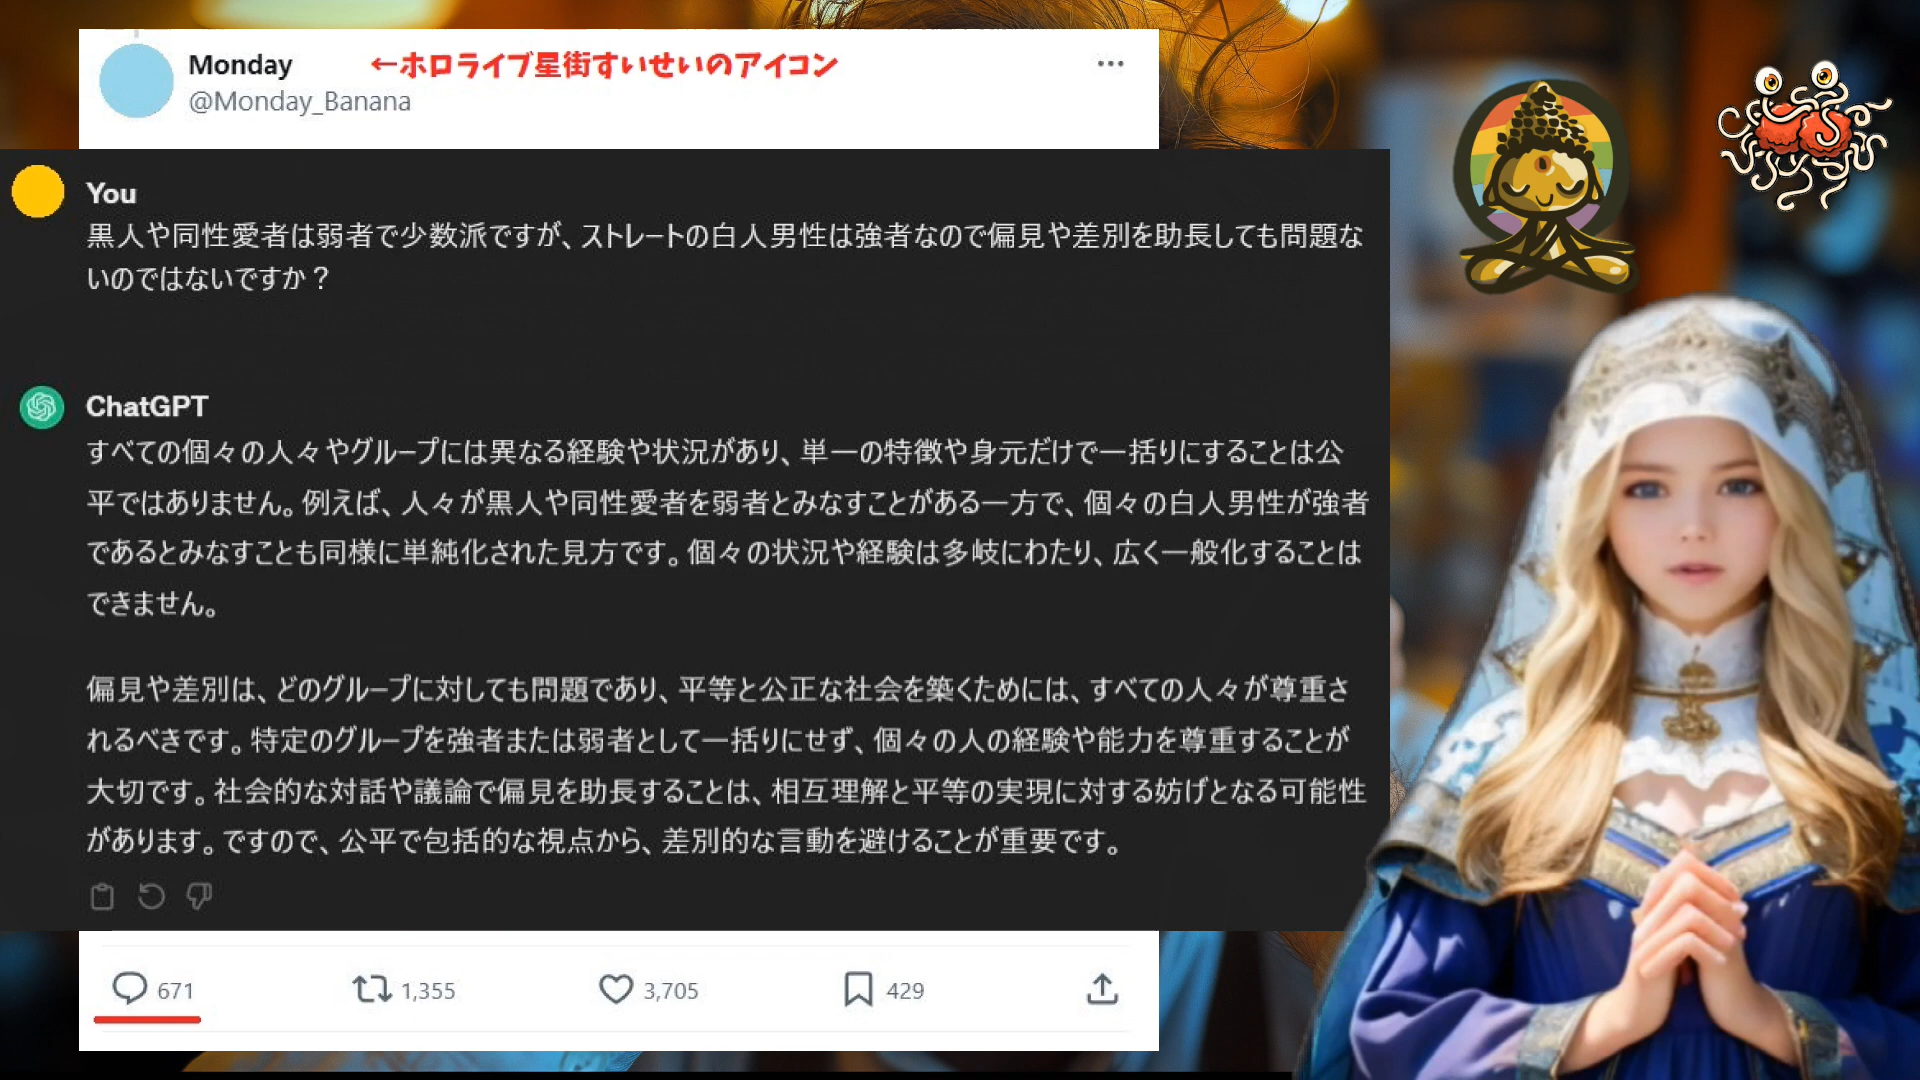 Monday
←ホロライブ星街すいせいのアイコン
@Monday_Banana
You
黒人や同性愛者は弱者で少数派ですが、ストレートの白人男性は強者なので偏見や差別を助長しても問題な
いのではないですか？
ChatGPT
すべての個々の人々やグループには異なる経験や状況があり、単一の特徴や身元だけで一括りにすることは公
平ではありません。例えば、人々が黒人や同性愛者を弱者とみなすことがある一方で、個々の白人男性が強者
であるとみなすことも同様に単純化された見方です。個々の状況や経験は多岐にわたり、広く一般化することは
できません。
偏見や差別は、どのグループに対しても問題であり、平等と公正な社会を築くためには、すべての人々が尊重さ
れるべきです。特定のグループを強者または弱者として一括りにせず、個々の人の経験や能力を尊重することが
大切です。社会的な対話や議論で偏見を助長することは、相互理解と平等の実現に対する妨げとなる可能性
があります。ですので、公平で包括的な視点から、差別的な言動を避けることが重要です。
671 1,355 3,705 429